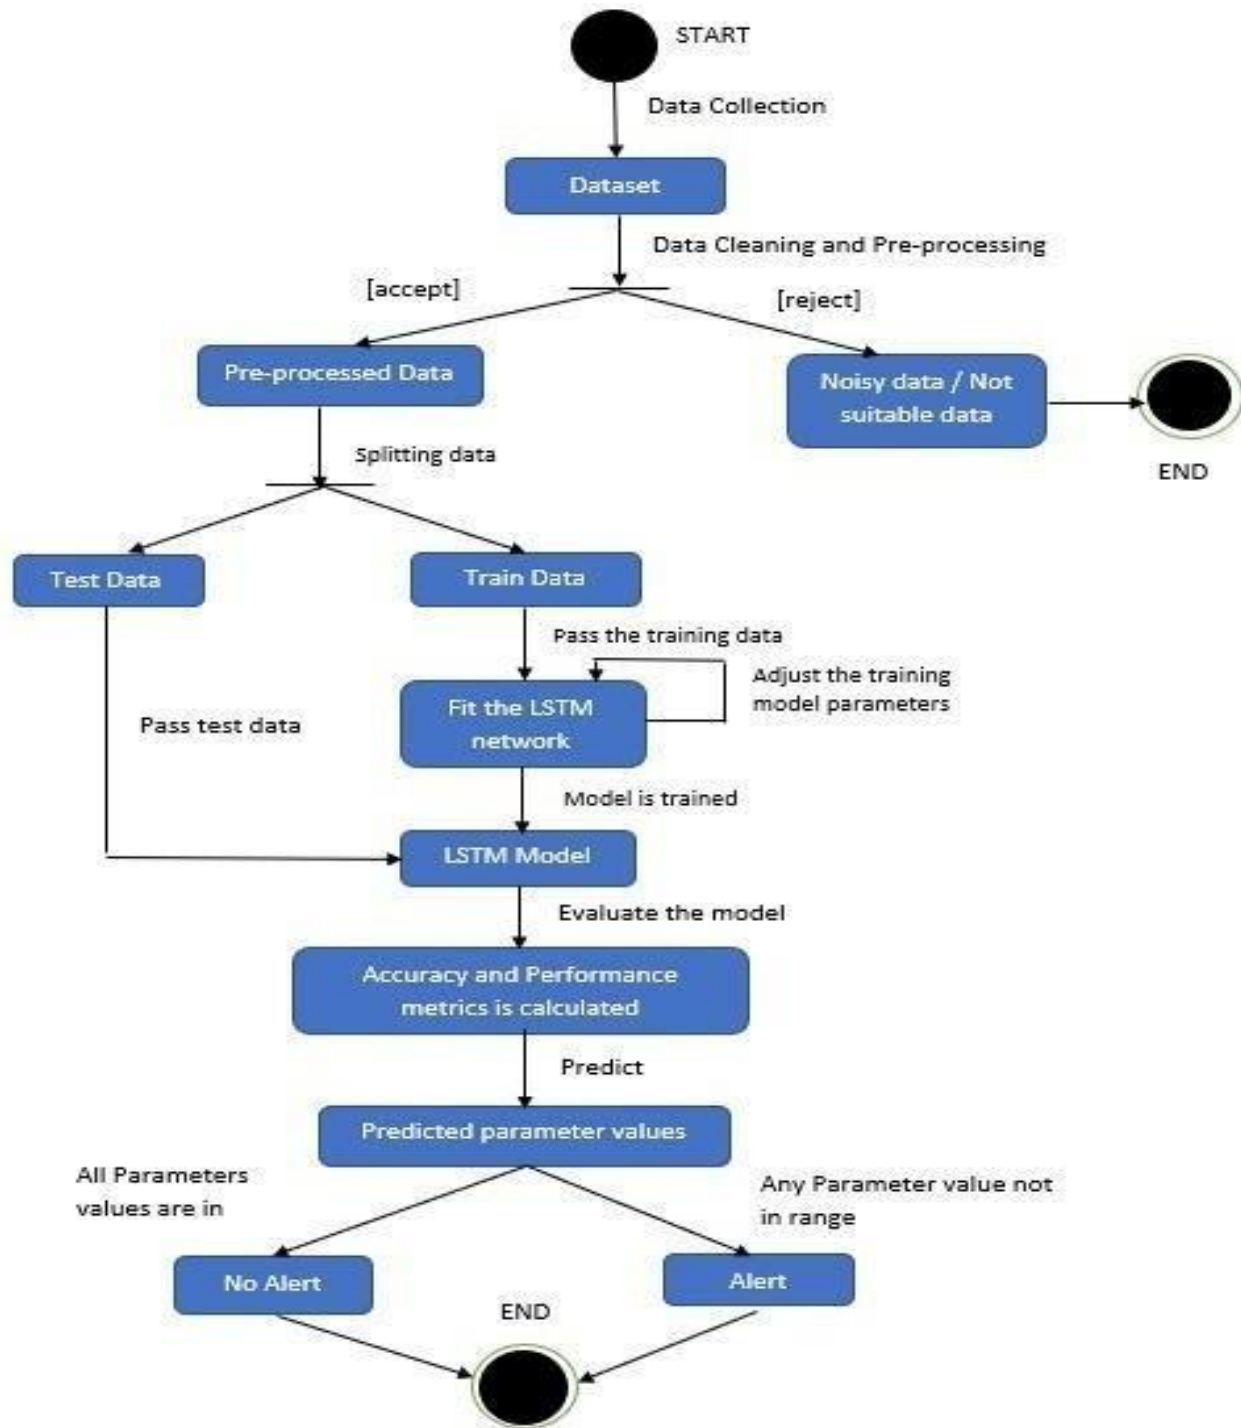 START
Data Collection
Dataset
Data Cleaning and Pre-processing
[accept]
[reject]
Pre-processed Data
Noisy data / Not
suitable data
END
Splitting data
Test Data
Train Data
Pass the training data
Adjust the training
model parameters
Fit the LSTM
network
Pass test data
Model is trained
LSTM Model
Evaluate the model
Accuracy and Performance
metrics is calculated
Predict
Predicted parameter values
All Parameters
values are in
Any Parameter value not
in range
No Alert
Alert
END